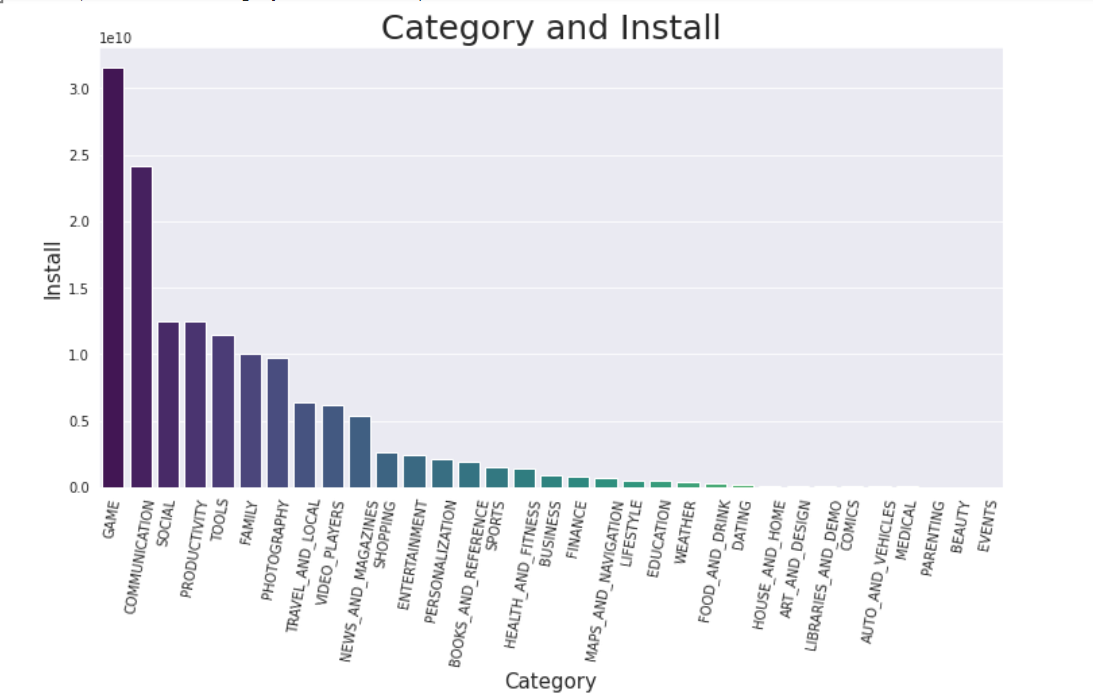 Category and Install
1e10
3.0
2.5
2.0
1.5
1.0
0.5
0.0
Install
GAME
COMMUNICATION
SOCIAL
PRODUCTIVITY
TOOLS
FAMILY
PHOTOGRAPHY
TRAVEL_AND_LOCAL
VIDEO_PLAYERS
NEWS_AND_MAGAZINES
SHOPPING
ENTERTAINMENT
PERSONALIZATION
BOOKS_AND_REFERENCE
SPORTS
HEALTH_AND_FITNESS
BUSINESS
FINANCE
MAPS_AND_NAVIGATION
LIFESTYLE
EDUCATION
WEATHER
FOOD_AND_DRINK
DATING
HOUSE_AND_HOME
ART_AND_DESIGN
LIBRARIES_AND_DEMO
COMICS
AUTO_AND_VEHICLES
MEDICAL
PARENTING
BEAUTY
EVENTS
Category